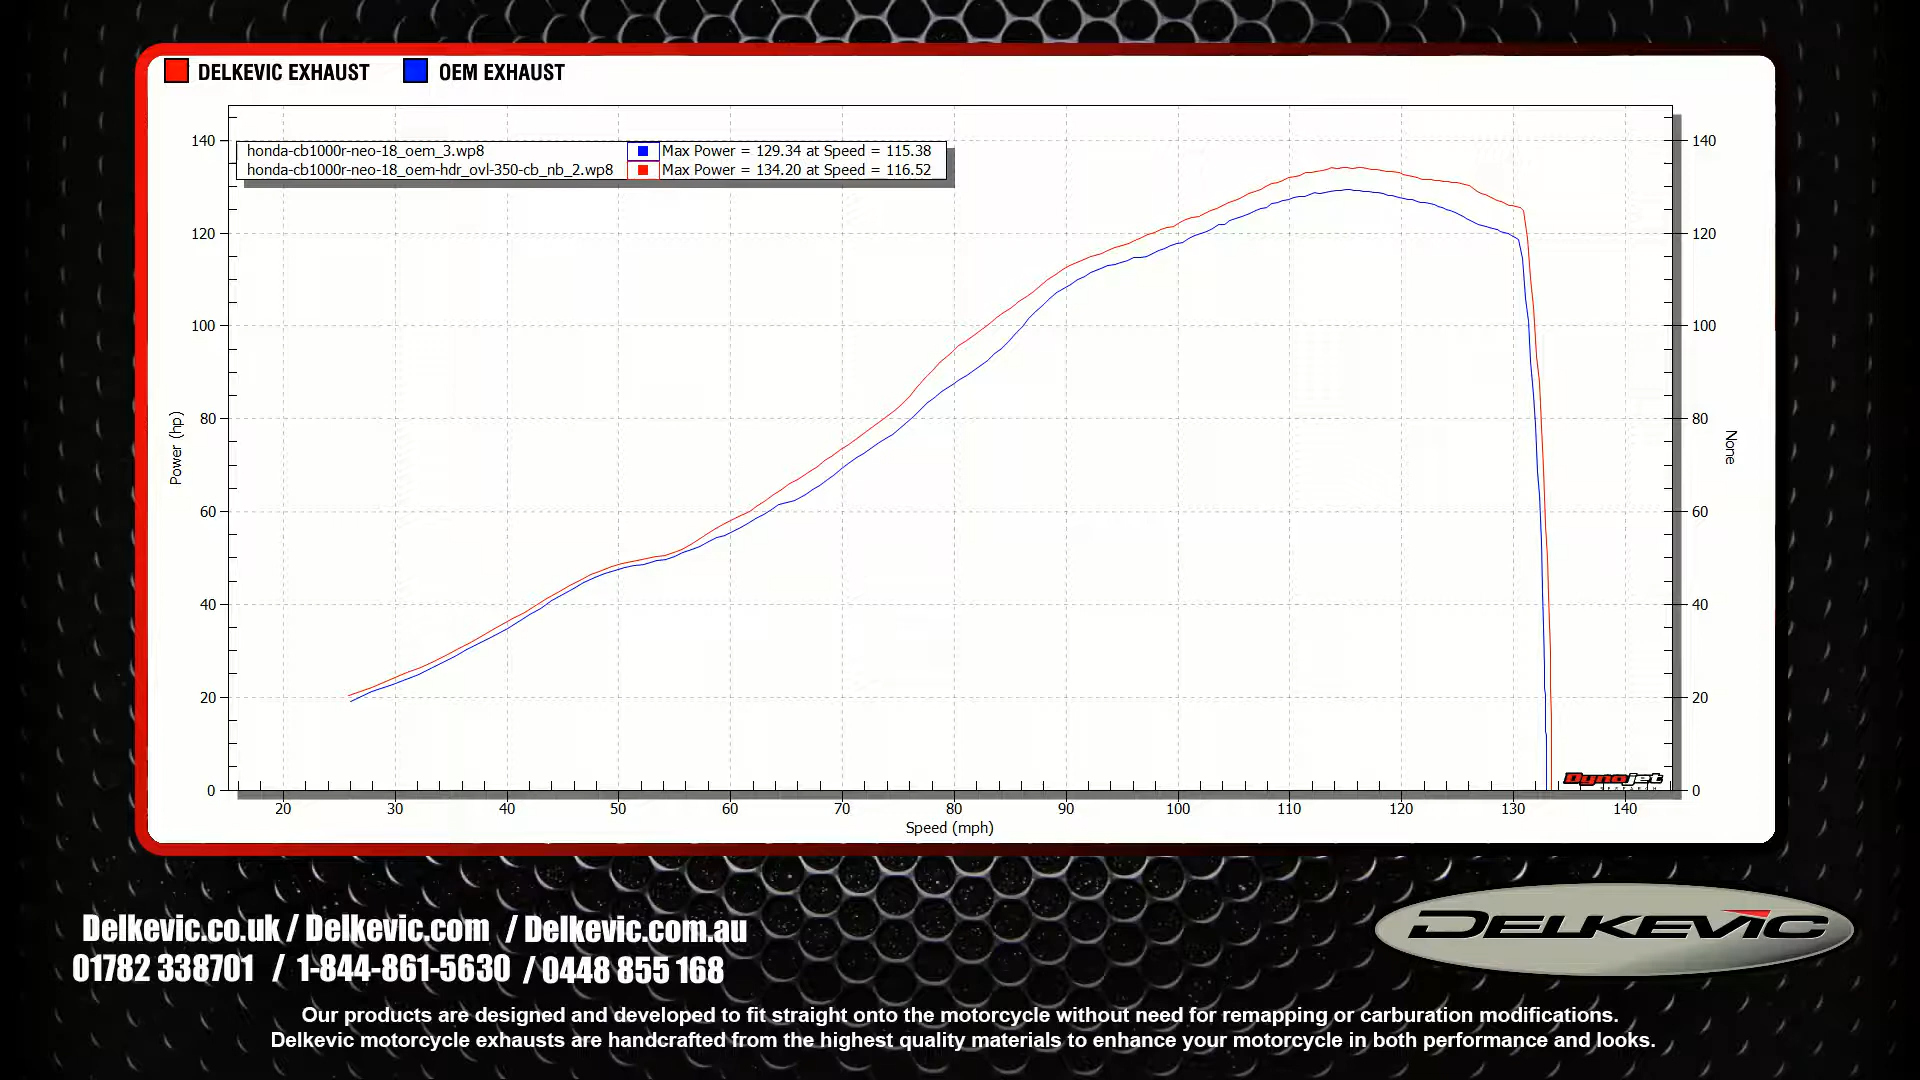 DELKEVIC EXHAUST OEM EXHAUST
honda-cb1000r-neo-18_oem_3.wp8 Max Power = 129.34 at Speed = 115.38
honda-cb1000r-neo-18_oem-hdr_ovl-350-cb_nb_2.wp8 Max Power = 134.20 at Speed = 116.52
140 140
120 120
100 100
80 80
Power (hp) None
60 60
40 40
20 20
Dynojet
0 0
20 30 40 50 60 70 80 90 100 110 120 130 140
Speed (mph)
DELKEVIC
Delkevic.co.uk / Delkevic.com / Delkevic.com.au
01782 338701 / 1-844-861-5630 / 0448 855 168
Our products are designed and developed to fit straight onto the motorcycle without need for remapping or carburation modifications.
Delkevic motorcycle exhausts are handcrafted from the highest quality materials to enhance your motorcycle in both performance and looks.